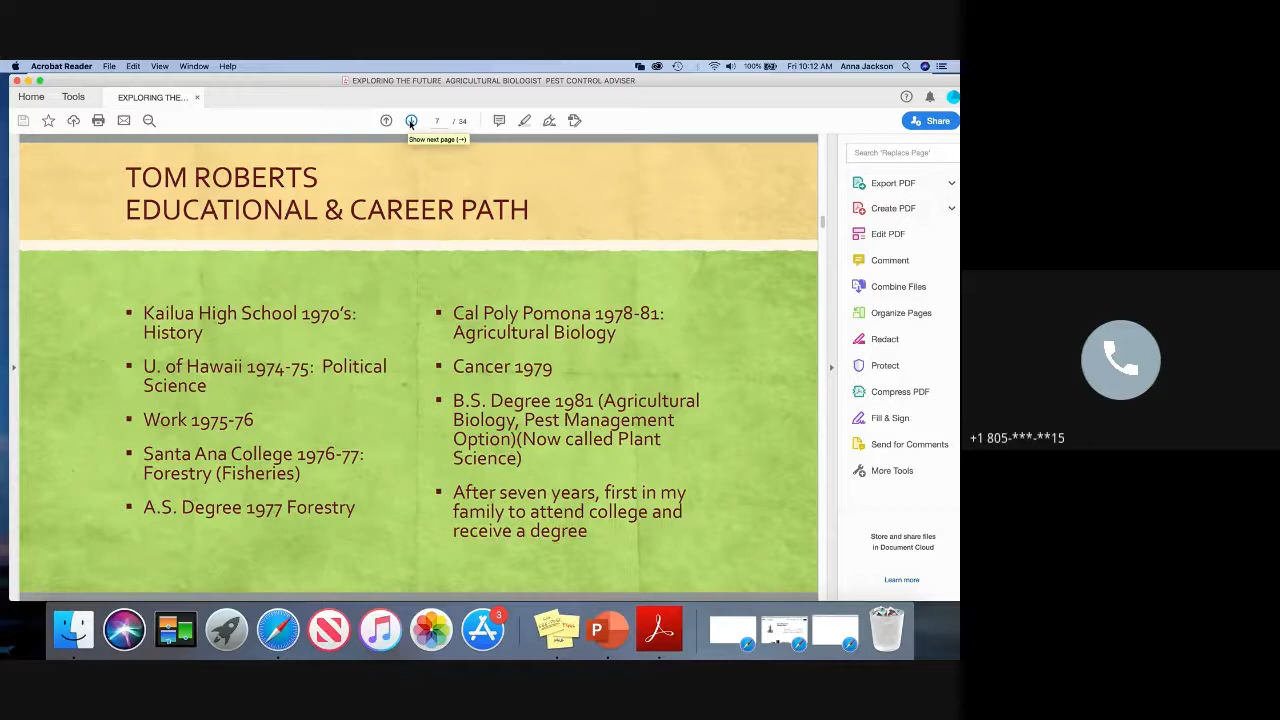 Acrobat Reader File Edit View Window Help 100% Fri 10:12 AM Anna Jackson
EXPLORING THE FUTURE AGRICULTURAL BIOLOGIST PEST CONTROL ADVISER
Home Tools EXPLORING THE... ×
7 / 34
Share
Show next page (→)
Search 'Replace Page'
TOM ROBERTS
EDUCATIONAL & CAREER PATH
▪ Kailua High School 1970's:
History
▪ U. of Hawaii 1974-75: Political
Science
▪ Work 1975-76
▪ Santa Ana College 1976-77:
Forestry (Fisheries)
▪ A.S. Degree 1977 Forestry
▪ Cal Poly Pomona 1978-81:
Agricultural Biology
▪ Cancer 1979
▪ B.S. Degree 1981 (Agricultural
Biology, Pest Management
Option)(Now called Plant
Science)
▪ After seven years, first in my
family to attend college and
receive a degree
Export PDF
Create PDF
Edit PDF
Comment
Combine Files
Organize Pages
Redact
Protect
Compress PDF
Fill & Sign
Send for Comments
More Tools
Store and share files
in Document Cloud
Learn more
+1 805-***-**15
3
P